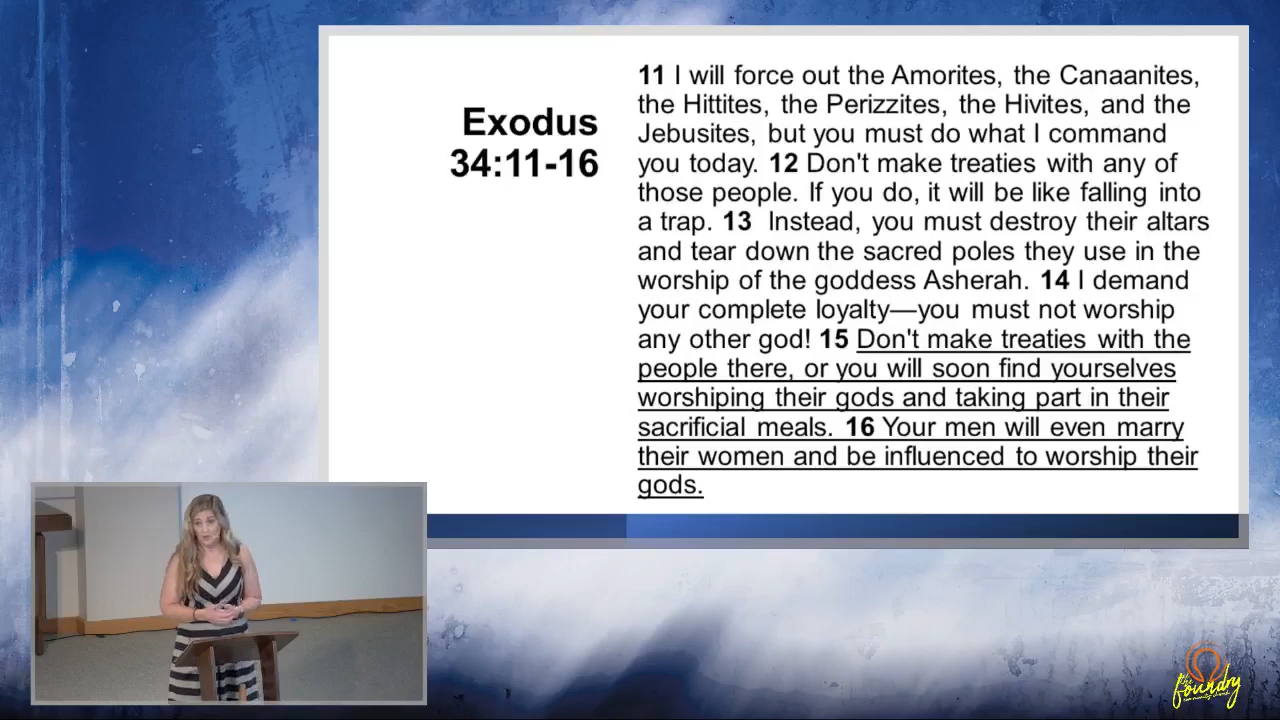 Exodus
34:11-16
11 I will force out the Amorites, the Canaanites,
the Hittites, the Perizzites, the Hivites, and the
Jebusites, but you must do what I command
you today. 12 Don't make treaties with any of
those people. If you do, it will be like falling into
a trap. 13 Instead, you must destroy their altars
and tear down the sacred poles they use in the
worship of the goddess Asherah. 14 I demand
your complete loyalty—you must not worship
any other god! 15 Don't make treaties with the
people there, or you will soon find yourselves
worshiping their gods and taking part in their
sacrificial meals. 16 Your men will even marry
their women and be influenced to worship their
gods.
the
foundry
community church